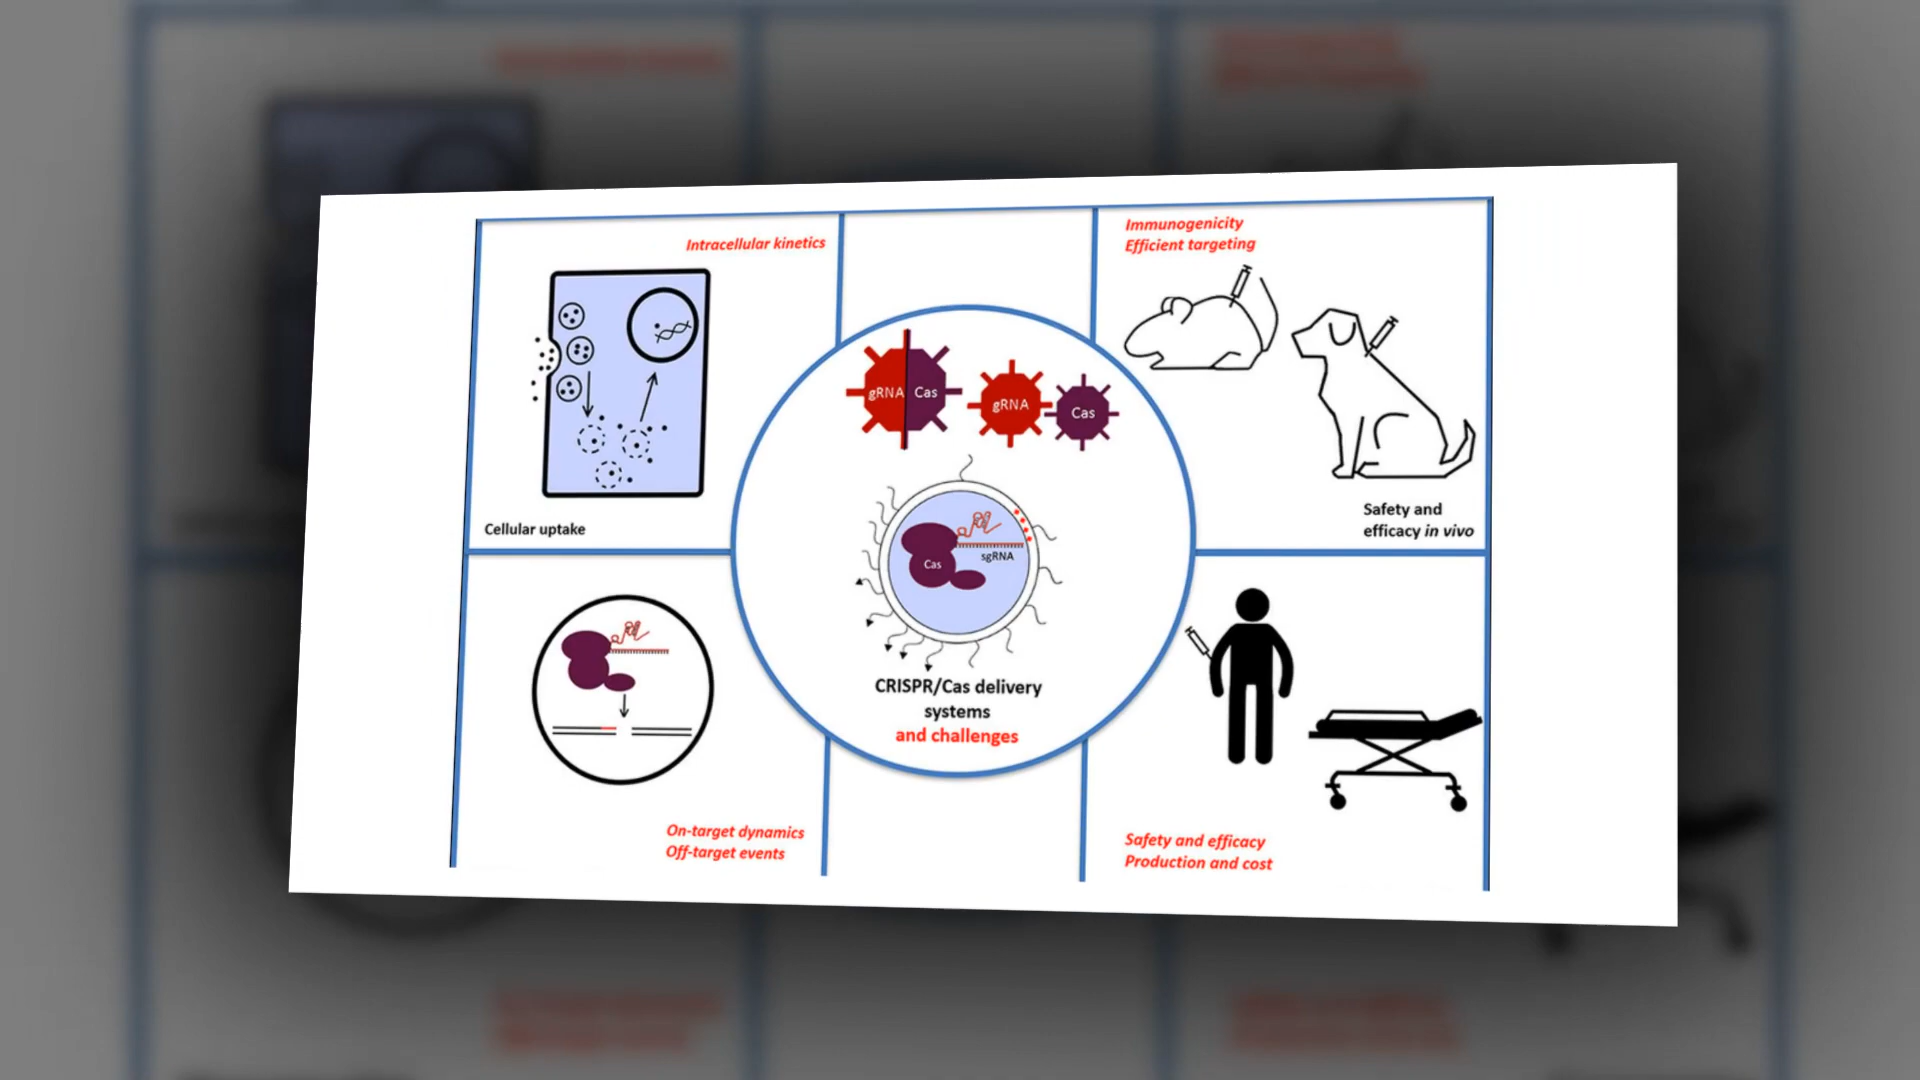 Intracellular kinetics
Cellular uptake
Immunogenicity
Efficient targeting
Safety and
efficacy in vivo
gRNA Cas
gRNA
Cas
Cas
sgRNA
CRISPR/Cas delivery
systems
and challenges
On-target dynamics
Off-target events
Safety and efficacy
Production and cost